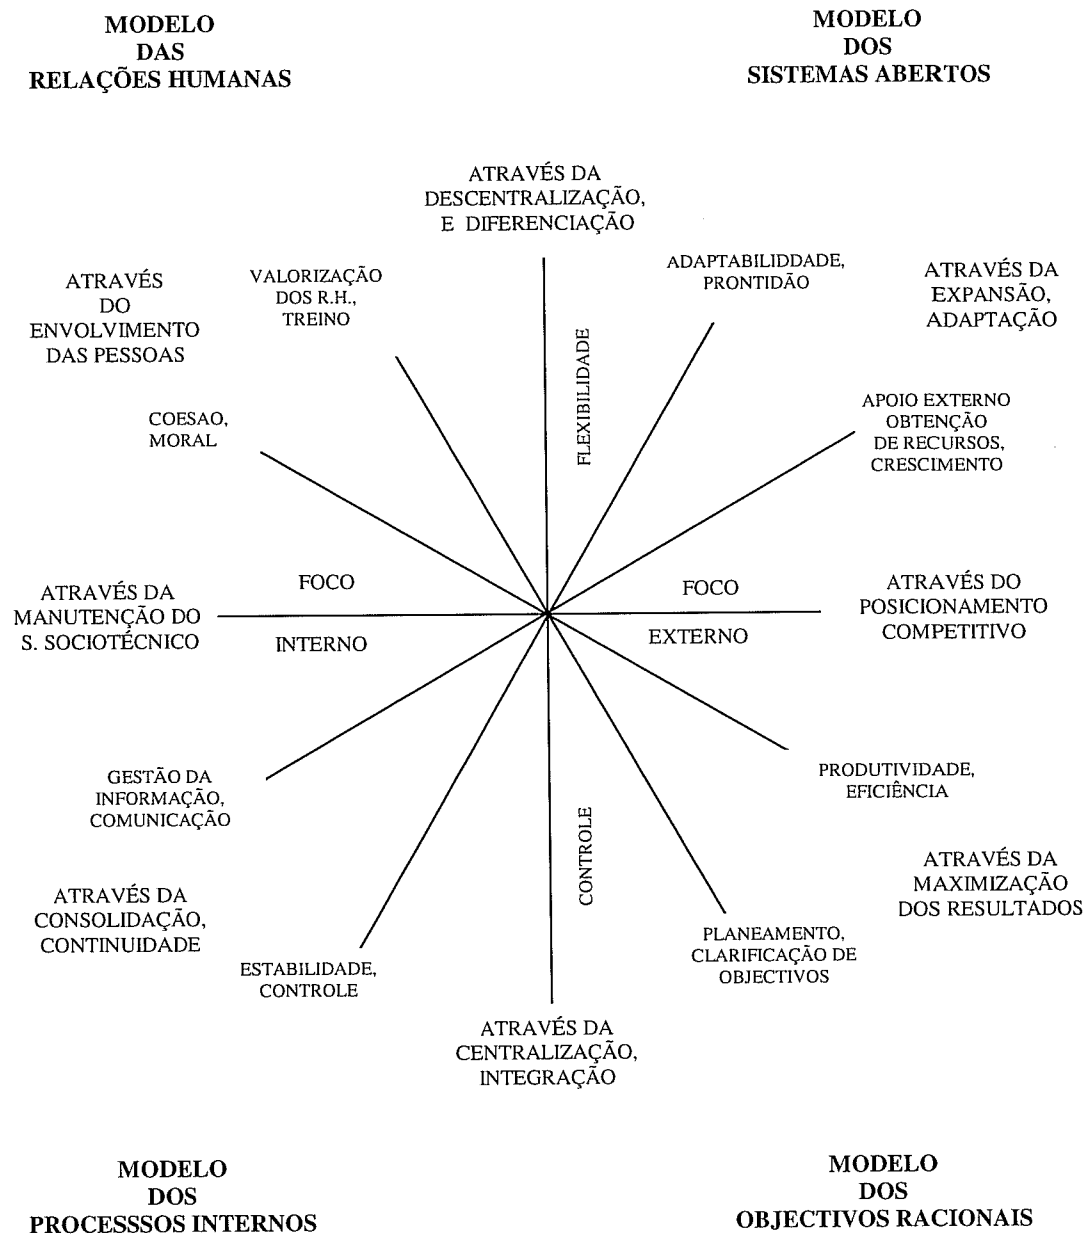 MODELO
DAS
RELAÇÕES HUMANAS
MODELO
DOS
SISTEMAS ABERTOS
ATRAVÉS DA
DESCENTRALIZAÇÃO,
E DIFERENCIAÇÃO
ATRAVÉS
DO
ENVOLVIMENTO
DAS PESSOAS
VALORIZAÇÃO
DOS R.H.,
TREINO
ADAPTABILIDDADE,
PRONTIDÃO
ATRAVÉS DA
EXPANSÃO,
ADAPTAÇÃO
FLEXIBILIDADE
COESAO,
MORAL
APOIO EXTERNO
OBTENÇÃO
DE RECURSOS,
CRESCIMENTO
ATRAVÉS DA
MANUTENÇÃO DO
S. SOCIOTÉCNICO
FOCO
INTERNO
FOCO
EXTERNO
ATRAVÉS DO
POSICIONAMENTO
COMPETITIVO
GESTÃO DA
INFORMAÇÃO,
COMUNICAÇÃO
PRODUTIVIDADE,
EFICIÊNCIA
CONTROLE
ATRAVÉS DA
CONSOLIDAÇÃO,
CONTINUIDADE
ATRAVÉS DA
MAXIMIZAÇÃO
DOS RESULTADOS
ESTABILIDADE,
CONTROLE
PLANEAMENTO,
CLARIFICAÇÃO DE
OBJECTIVOS
ATRAVÉS DA
CENTRALIZAÇÃO,
INTEGRAÇÃO
MODELO
DOS
PROCESSSOS INTERNOS
MODELO
DOS
OBJECTIVOS RACIONAIS